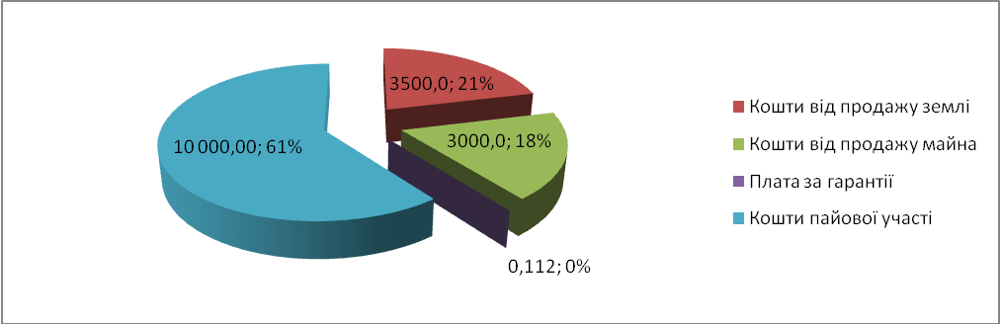 3500,0; 21%
10 000,00; 61%
3000,0; 18%
0,112; 0%
Кошти від продажу землі
Кошти від продажу майна
Плата за гарантії
Кошти пайової участі